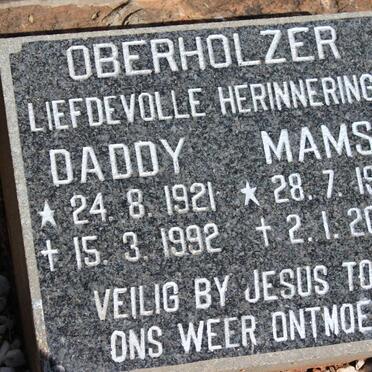 OBERHOLZER
LIEFDEVOLLE HERINNERING
DADDY MAMS
★ 24. 8. 1921 ★ 28. 7. 19
✝ 15. 3. 1992 ✝ 2. 1. 20
VEILIG BY JESUS TO
ONS WEER ONTMOE